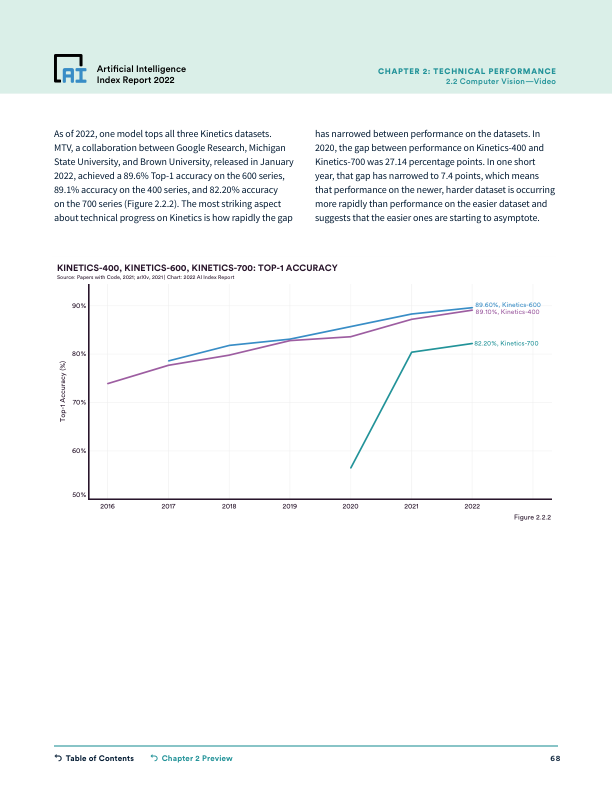 AI
Artificial Intelligence
Index Report 2022
CHAPTER 2: TECHNICAL PERFORMANCE
2.2 Computer Vision—Video
As of 2022, one model tops all three Kinetics datasets.
MTV, a collaboration between Google Research, Michigan
State University, and Brown University, released in January
2022, achieved a 89.6% Top-1 accuracy on the 600 series,
89.1% accuracy on the 400 series, and 82.20% accuracy
on the 700 series (Figure 2.2.2). The most striking aspect
about technical progress on Kinetics is how rapidly the gap
has narrowed between performance on the datasets. In
2020, the gap between performance on Kinetics-400 and
Kinetics-700 was 27.14 percentage points. In one short
year, that gap has narrowed to 7.4 points, which means
that performance on the newer, harder dataset is occurring
more rapidly than performance on the easier dataset and
suggests that the easier ones are starting to asymptote.
KINETICS-400, KINETICS-600, KINETICS-700: TOP-1 ACCURACY
Source: Papers with Code, 2021; arXiv, 2021 | Chart: 2022 AI Index Report
Top-1 Accuracy (%)
90%
80%
70%
60%
50%
89.60%, Kinetics-600
89.10%, Kinetics-400
82.20%, Kinetics-700
2016
2017
2018
2019
2020
2021
2022
Figure 2.2.2
Table of Contents
Chapter 2 Preview
68